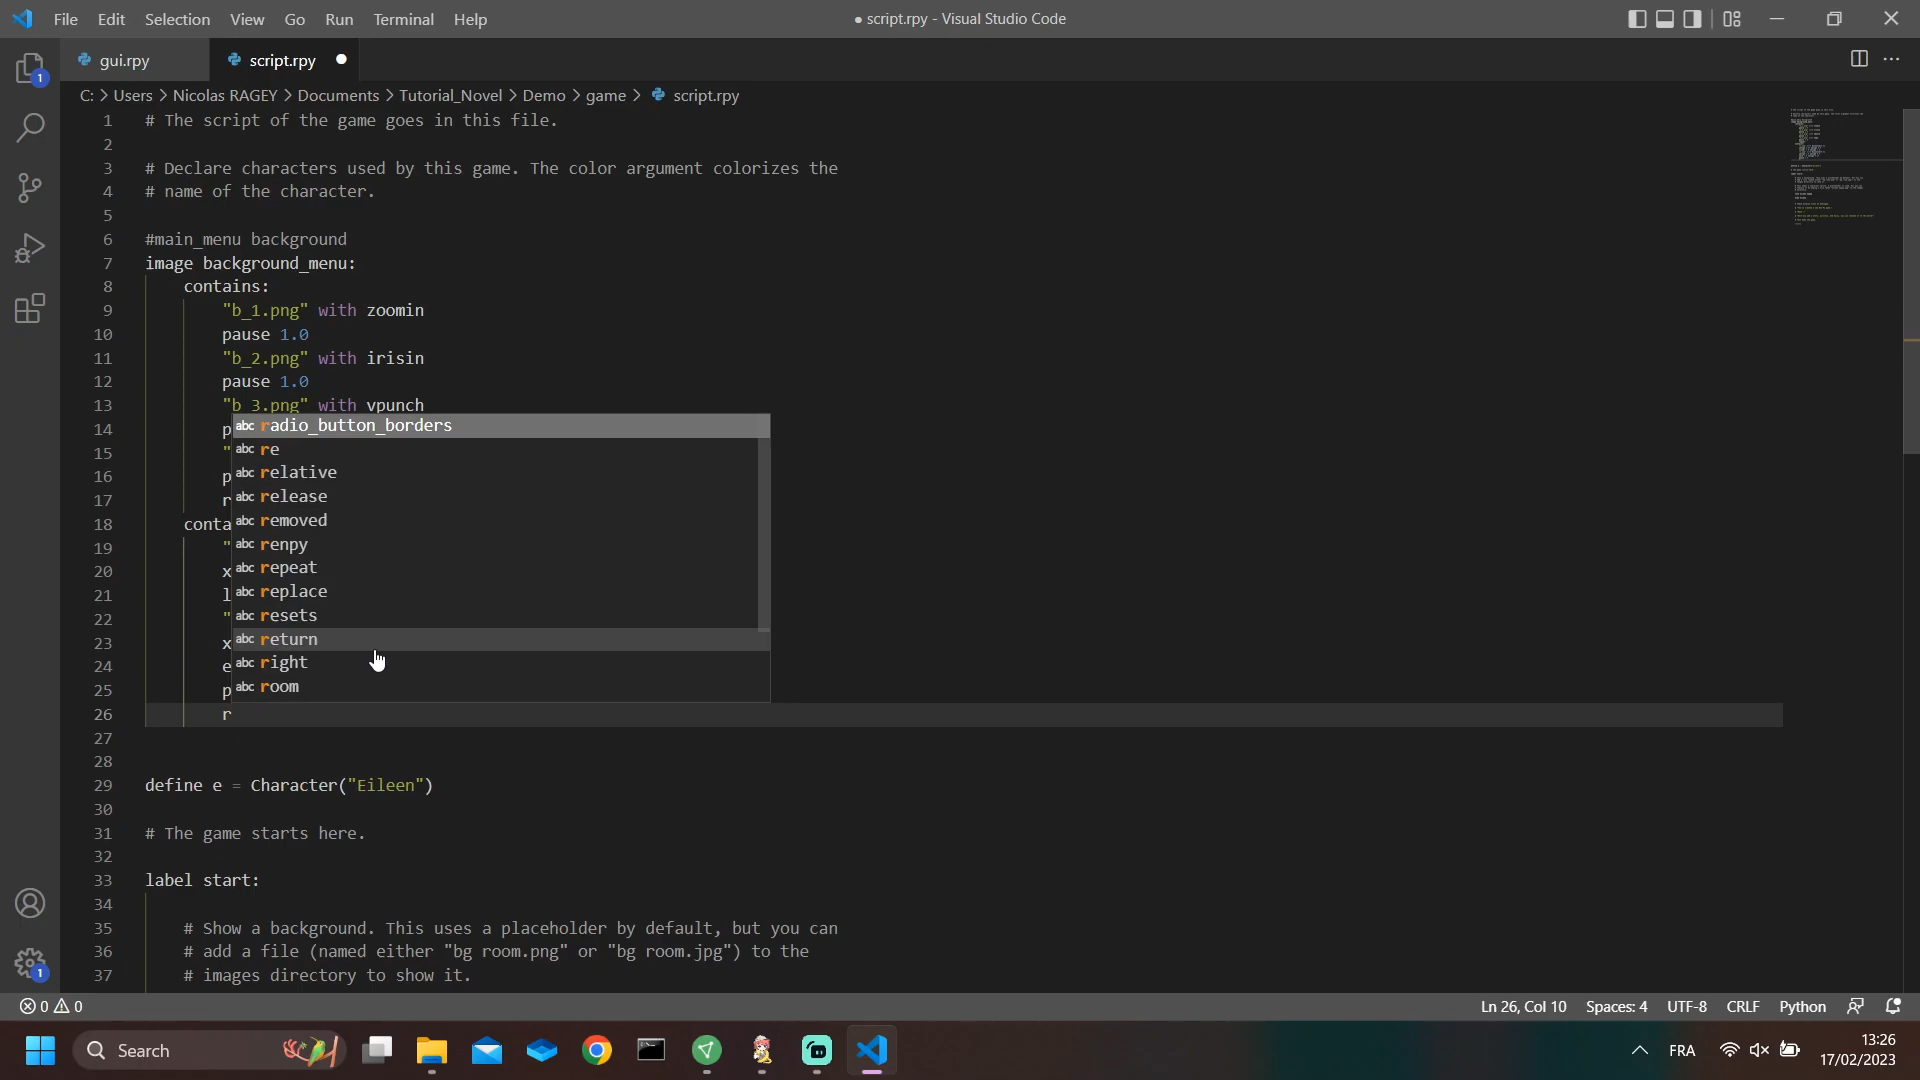 File Edit Selection View Go Run Terminal Help
● script.rpy - Visual Studio Code
gui.rpy
script.rpy
C: > Users > Nicolas RAGEY > Documents > Tutorial_Novel > Demo > game > script.rpy
1 # The script of the game goes in this file.
2
3 # Declare characters used by this game. The color argument colorizes the
4 # name of the character.
5
6 #main_menu background
7 image background_menu:
8 contains:
9 "b_1.png" with zoomin
10 pause 1.0
11 "b_2.png" with irisin
12 pause 1.0
13 "b_3.png" with vpunch
14 p
15 "
16 p
17 r
18 conta
19 "
20 x
21 l
22 "
23 x
24 e
25 p
26 r
abc radio_button_borders
abc re
abc relative
abc release
abc removed
abc renpy
abc repeat
abc replace
abc resets
abc return
abc right
abc room
27
28
29 define e = Character("Eileen")
30
31 # The game starts here.
32
33 label start:
34
35 # Show a background. This uses a placeholder by default, but you can
36 # add a file (named either "bg room.png" or "bg room.jpg") to the
37 # images directory to show it.
1
1
0 0
Ln 26, Col 10 Spaces: 4 UTF-8 CRLF Python
Search
FRA
13:26
17/02/2023